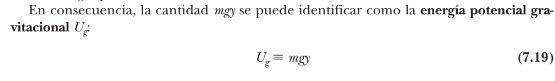 En consecuencia, la cantidad mgy se puede identificar como la energía potencial gra-
vitacional Ug:
Ug ≡ mgy (7.19)